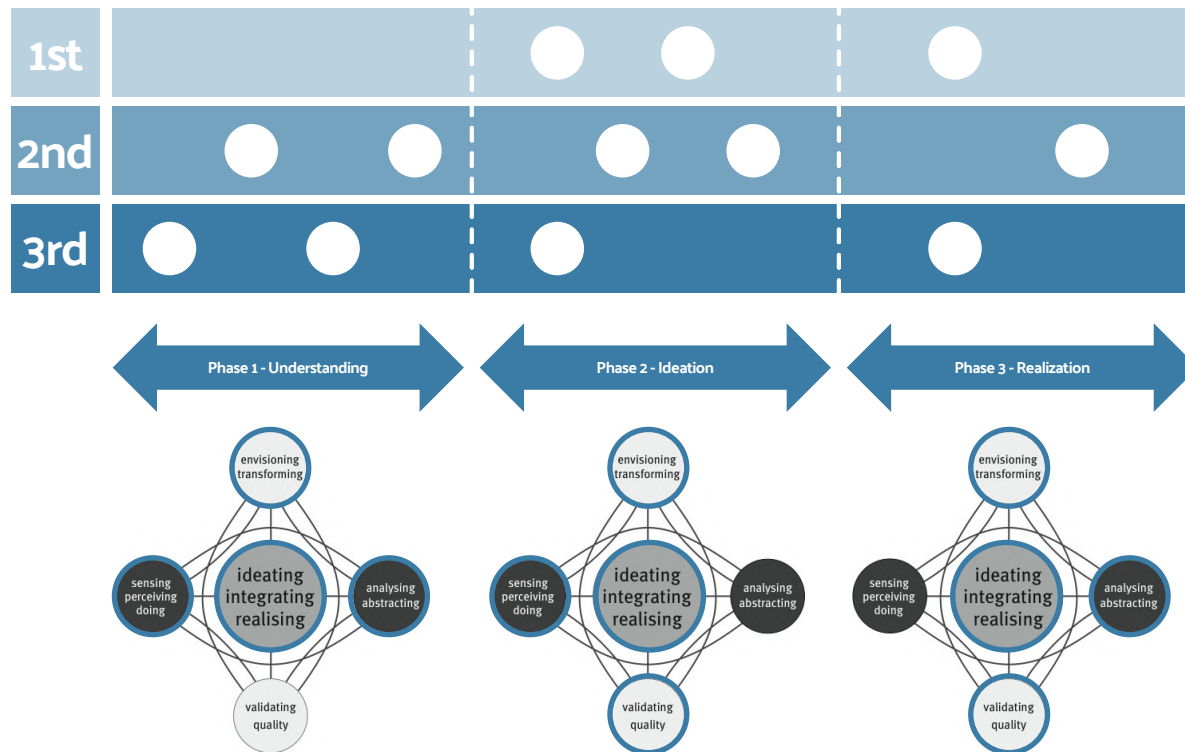 1st
2nd
3rd
Phase 1 - Understanding
Phase 2 - Ideation
Phase 3 - Realization
envisioning
transforming
sensing
perceiving
doing
ideating
integrating
realising
analysing
abstracting
validating
quality
envisioning
transforming
sensing
perceiving
doing
ideating
integrating
realising
analysing
abstracting
validating
quality
envisioning
transforming
sensing
perceiving
doing
ideating
integrating
realising
analysing
abstracting
validating
quality